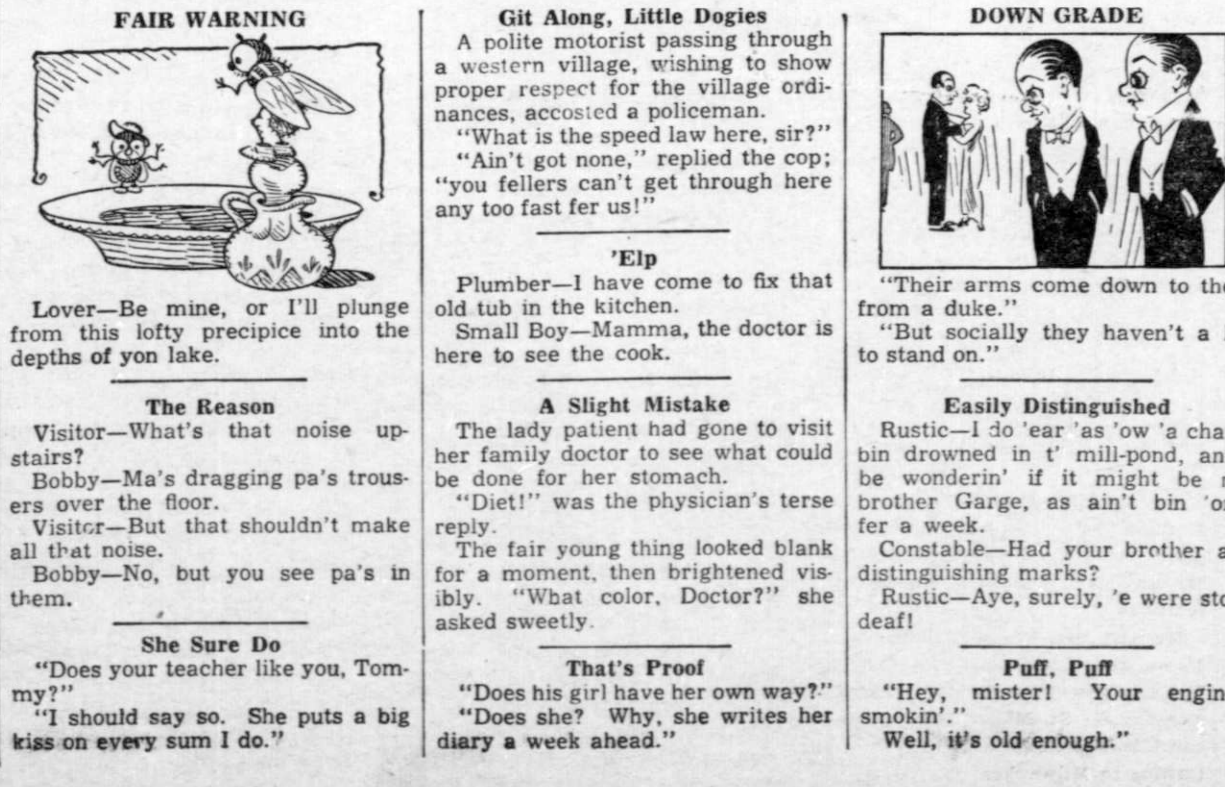 FAIR WARNING
Lover—Be mine, or I'll plunge
from this lofty precipice into the
depths of yon lake.
The Reason
Visitor—What's that noise up-
stairs?
Bobby—Ma's dragging pa's trous-
ers over the floor.
Visitor—But that shouldn't make
all that noise.
Bobby—No, but you see pa's in
them.
She Sure Do
"Does your teacher like you, Tom-
my?"
"I should say so. She puts a big
kiss on every sum I do."
Git Along, Little Dogies
A polite motorist passing through
a western village, wishing to show
proper respect for the village ordi-
nances, accosted a policeman.
"What is the speed law here, sir?"
"Ain't got none," replied the cop;
"you fellers can't get through here
any too fast fer us!"
'Elp
Plumber—I have come to fix that
old tub in the kitchen.
Small Boy—Mamma, the doctor is
here to see the cook.
A Slight Mistake
The lady patient had gone to visit
her family doctor to see what could
be done for her stomach.
"Diet!" was the physician's terse
reply.
The fair young thing looked blank
for a moment, then brightened vis-
ibly. "What color, Doctor?" she
asked sweetly.
That's Proof
"Does his girl have her own way?"
"Does she? Why, she writes her
diary a week ahead."
DOWN GRADE
"Their arms come down to the
from a duke."
"But socially they haven't a
to stand on."
Easily Distinguished
Rustic—I do 'ear 'as 'ow 'a cha
bin drowned in t' mill-pond, an
be wonderin' if it might be
brother Garge, as ain't bin 'o
fer a week.
Constable—Had your brother a
distinguishing marks?
Rustic—Aye, surely, 'e were sto
deaf!
Puff, Puff
"Hey, mister! Your engin
smokin'."
Well, it's old enough."